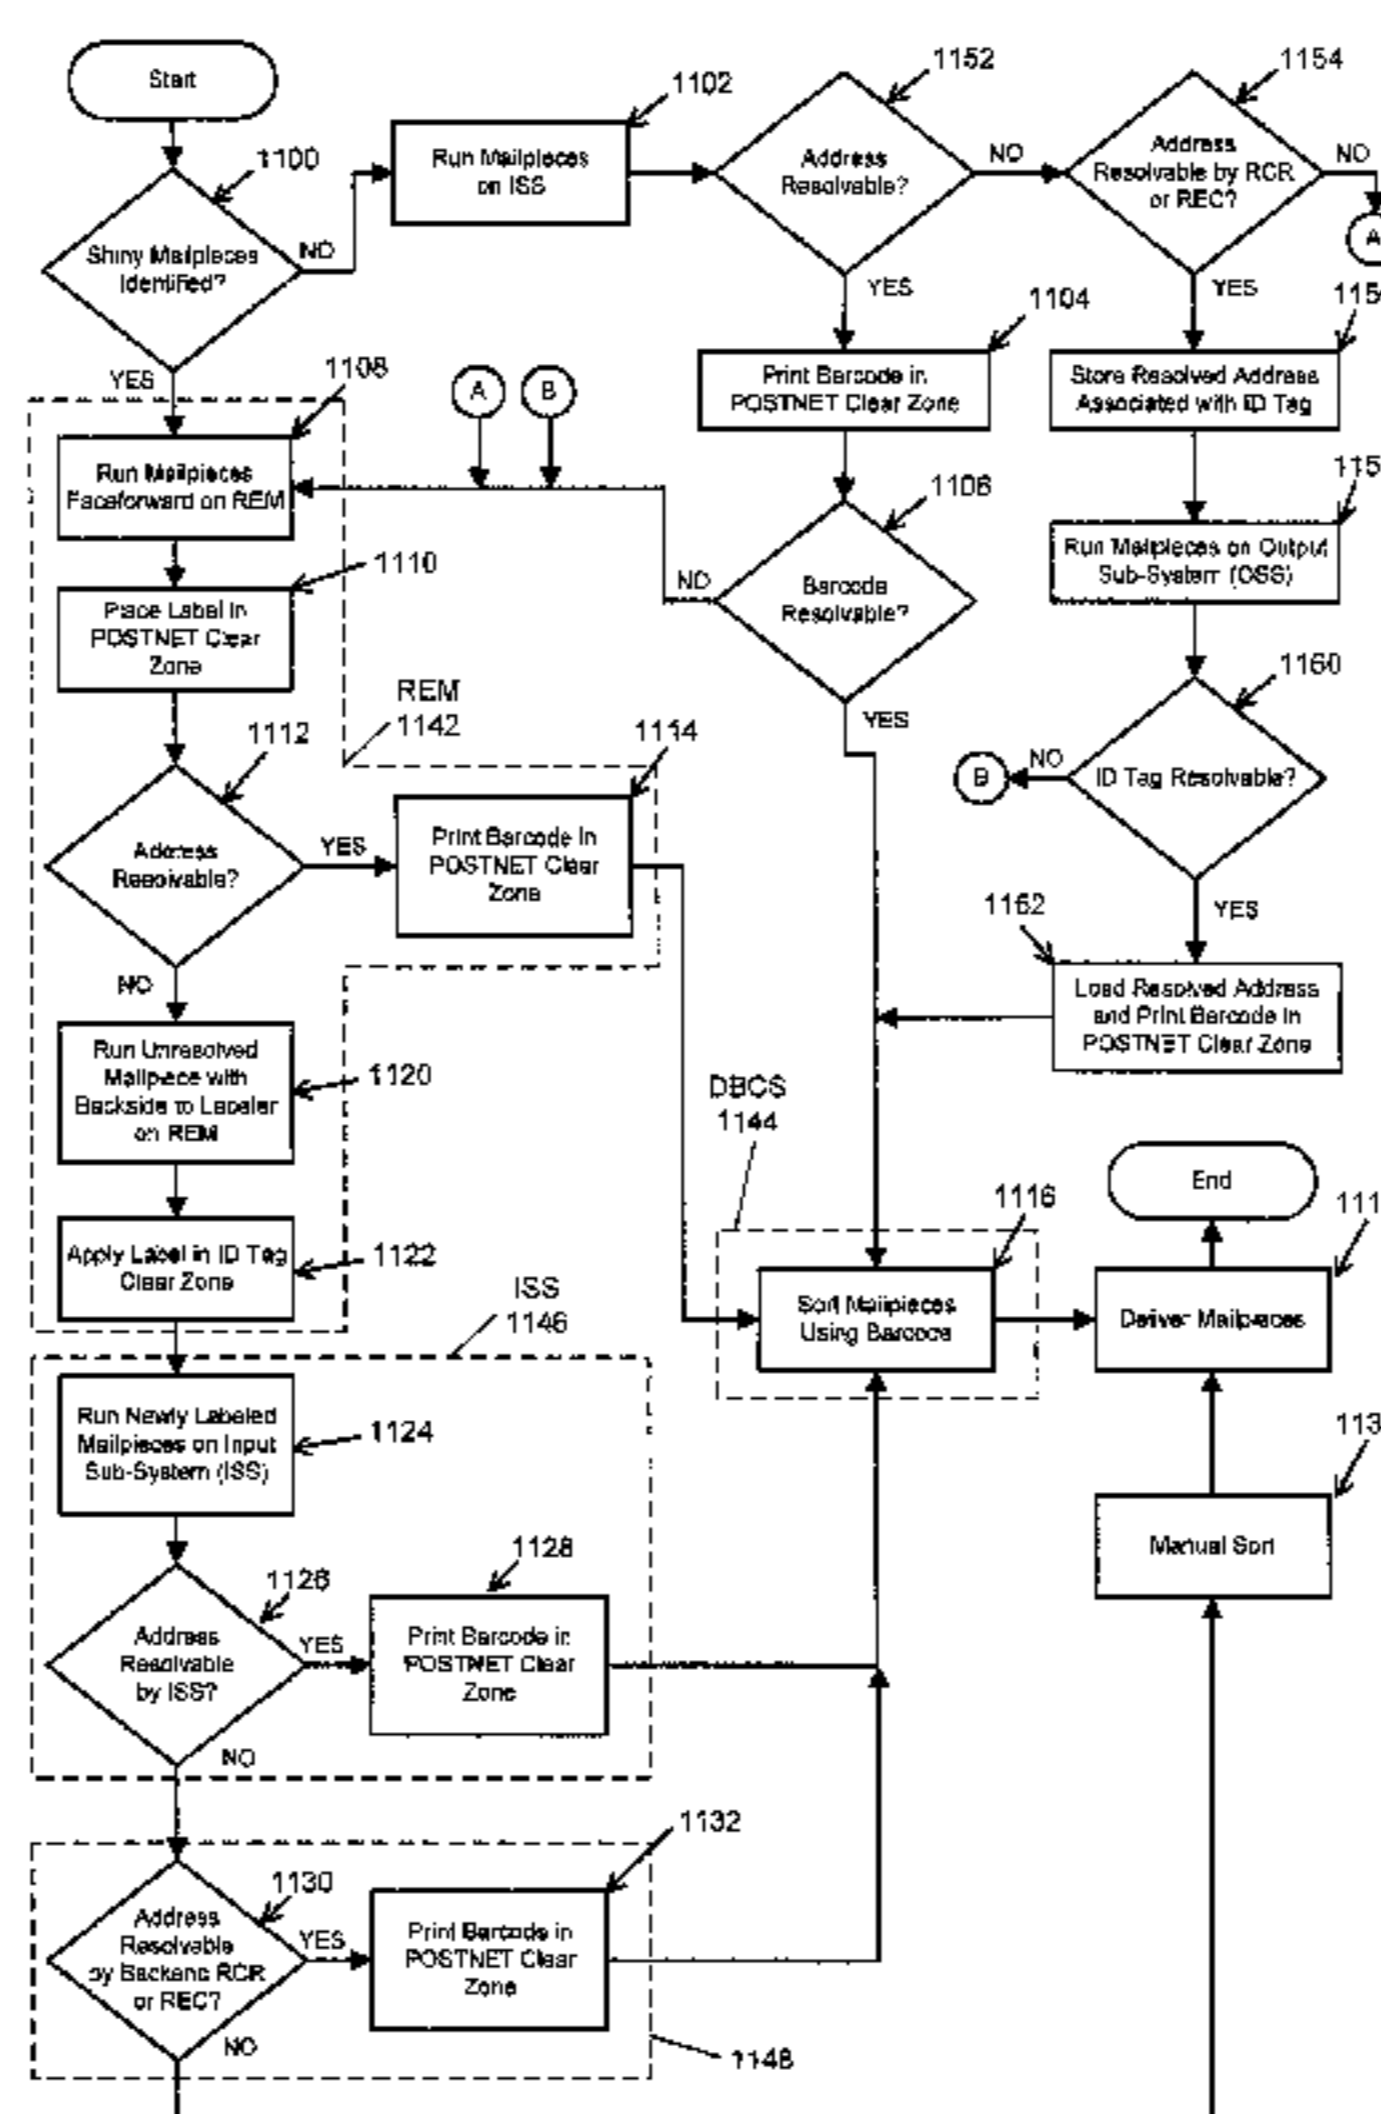 Start
1100
Shiny Mailpieces
Identified?
NO
YES
1102
Run Mailpieces
on ISS
1152
Address
Resolvable?
NO
YES
1154
Address
Resolvable by RCR
or REC?
NO
A
YES
1104
Print Barcode in
POSTNET Clear Zone
115
Store Resolved Address
Associated with ID Tag
1108
Run Mailpieces
Faceforward on REM
A
B
1106
Barcode
Resolvable?
NO
YES
115
Run Mailpieces on Output
Sub-System (OSS)
1110
Place Label in
POSTNET Clear
Zone
REM
1142
1160
ID Tag Resolvable?
NO
B
YES
1112
Address
Resolvable?
YES
NO
1114
Print Barcode in
POSTNET Clear
Zone
1162
Load Resolved Address
and Print Barcode in
POSTNET Clear Zone
Run Unresolved
Mailpiece with
Backside to Labeler
on REM
1120
DBCS
1144
End
Apply Label in ID Tag
Clear Zone
1122
ISS
1146
1116
Sort Mailpieces
Using Barcode
111
Deliver Mailpieces
Run Newly Labeled
Mailpieces on Input
Sub-System (ISS)
1124
113
Manual Sort
1126
Address
Resolvable
by ISS?
YES
NO
1128
Print Barcode in
POSTNET Clear
Zone
1130
Address
Resolvable
by Backend RCR
or REC?
YES
NO
1132
Print Barcode in
POSTNET Clear
Zone
1148